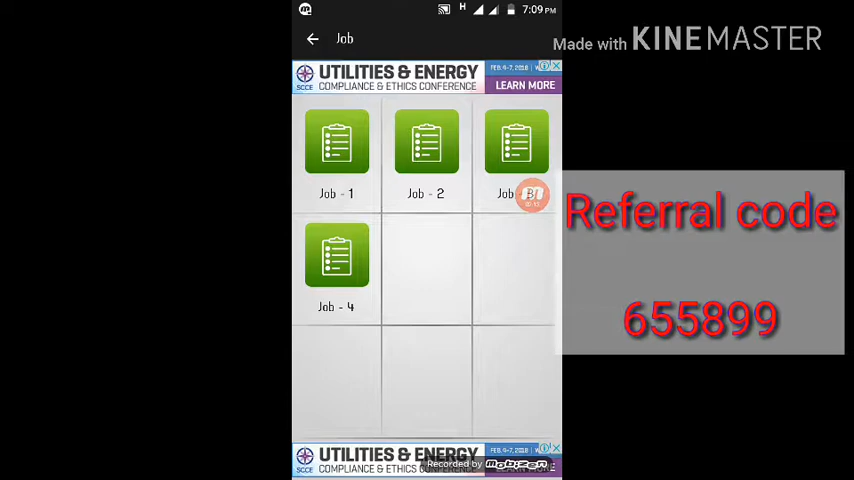 H 7:09 PM
Job
Made with KINEMASTER
UTILITIES & ENERGY
COMPLIANCE & ETHICS CONFERENCE
SCCE
FEB. 4-7, 2018
LEARN MORE
Job - 1
Job - 2
Job
Referral code
655899
Job - 4
UTILITIES & ENERGY
COMPLIANCE & ETHICS CONFERENCE
SCCE
FEB. 4-7, 2018
Recorded by mobizen